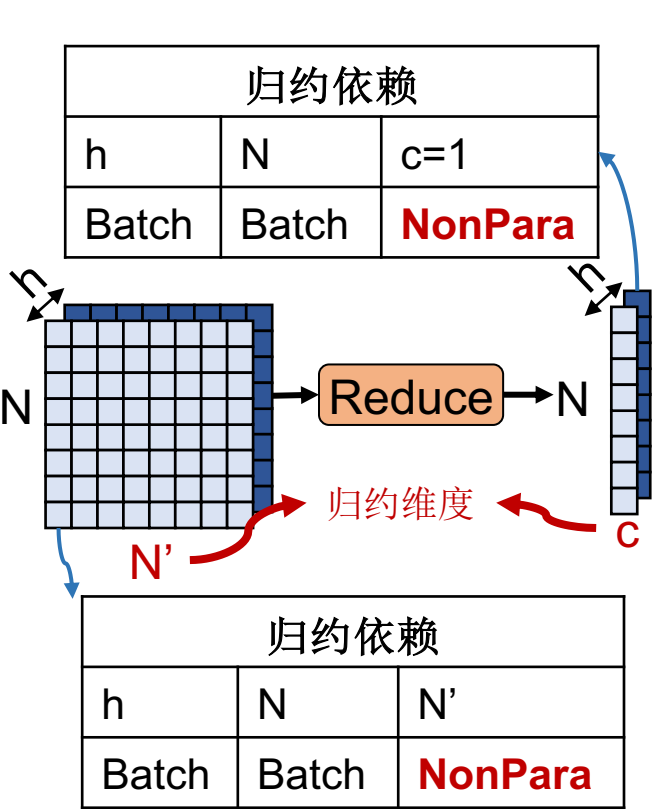 归约依赖
h N c=1
Batch Batch NonPara
h h
N Reduce N
归约维度
N’ c
归约依赖
h N N’
Batch Batch NonPara